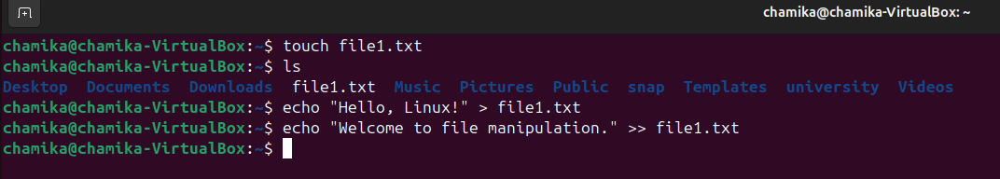 chamika@chamika-VirtualBox: ~
chamika@chamika-VirtualBox:~$ touch file1.txt
chamika@chamika-VirtualBox:~$ ls
Desktop  Documents  Downloads  file1.txt  Music  Pictures  Public  snap  Templates  university  Videos
chamika@chamika-VirtualBox:~$ echo "Hello, Linux!" > file1.txt
chamika@chamika-VirtualBox:~$ echo "Welcome to file manipulation." >> file1.txt
chamika@chamika-VirtualBox:~$